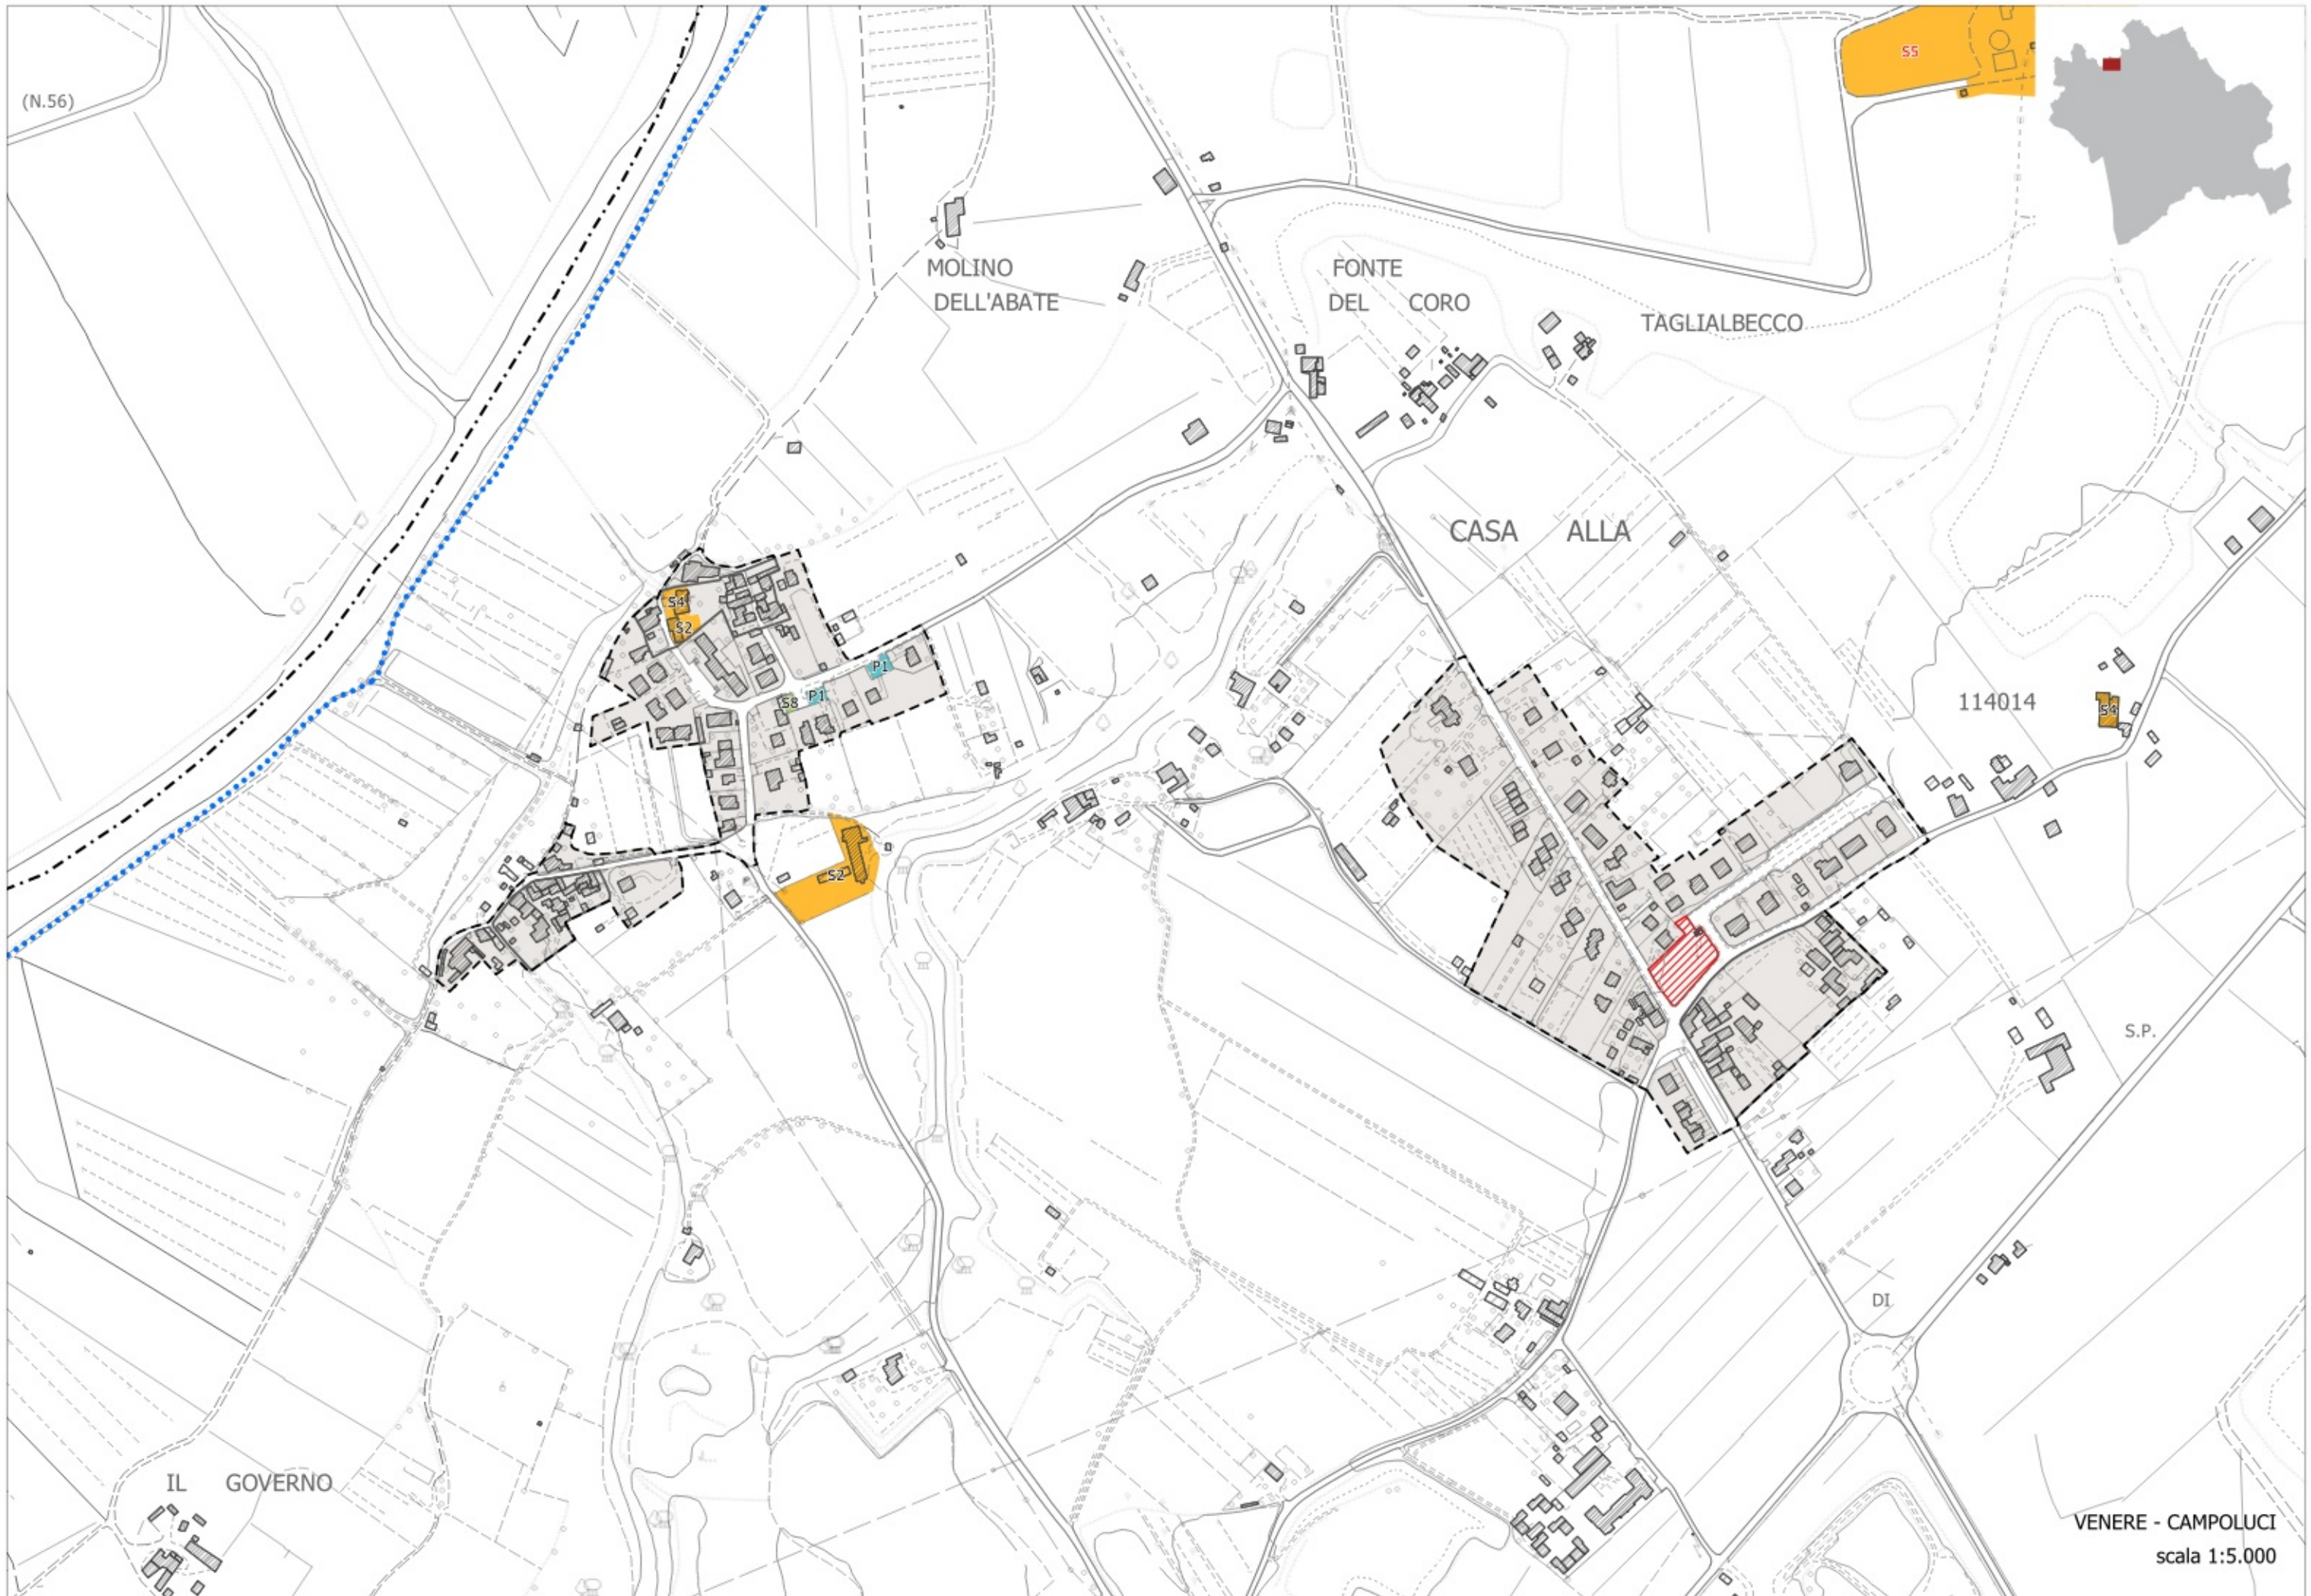 S5
(N.56)
MOLINO
DELL'ABATE
FONTE
DEL CORO
TAGLIALBECCO
CASA ALLA
S4
S2
P1
P1
S8
114014
S4
S2
S.P.
DI
IL GOVERNO
VENERE - CAMPOLUCI
scala 1:5.000